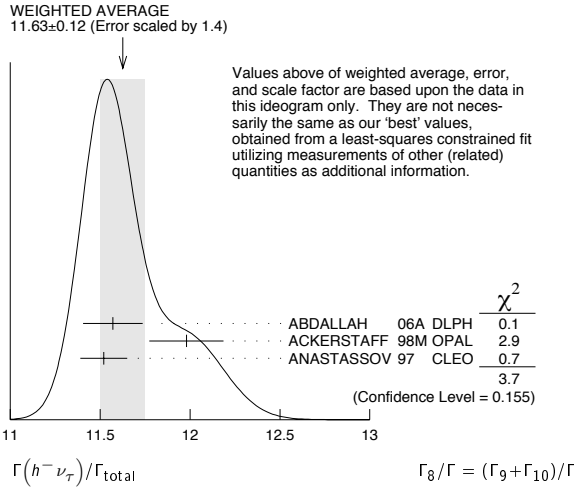 WEIGHTED AVERAGE
11.63±0.12 (Error scaled by 1.4)
Values above of weighted average, error,
and scale factor are based upon the data in
this ideogram only. They are not neces-
sarily the same as our ‘best’ values,
obtained from a least-squares constrained fit
utilizing measurements of other (related)
quantities as additional information.
χ²
ABDALLAH 06A DLPH 0.1
ACKERSTAFF 98M OPAL 2.9
ANASTASSOV 97 CLEO 0.7
3.7
(Confidence Level = 0.155)
11 11.5 12 12.5 13
Γ(h⁻ντ)/Γtotal Γ8/Γ = (Γ9+Γ10)/Γ